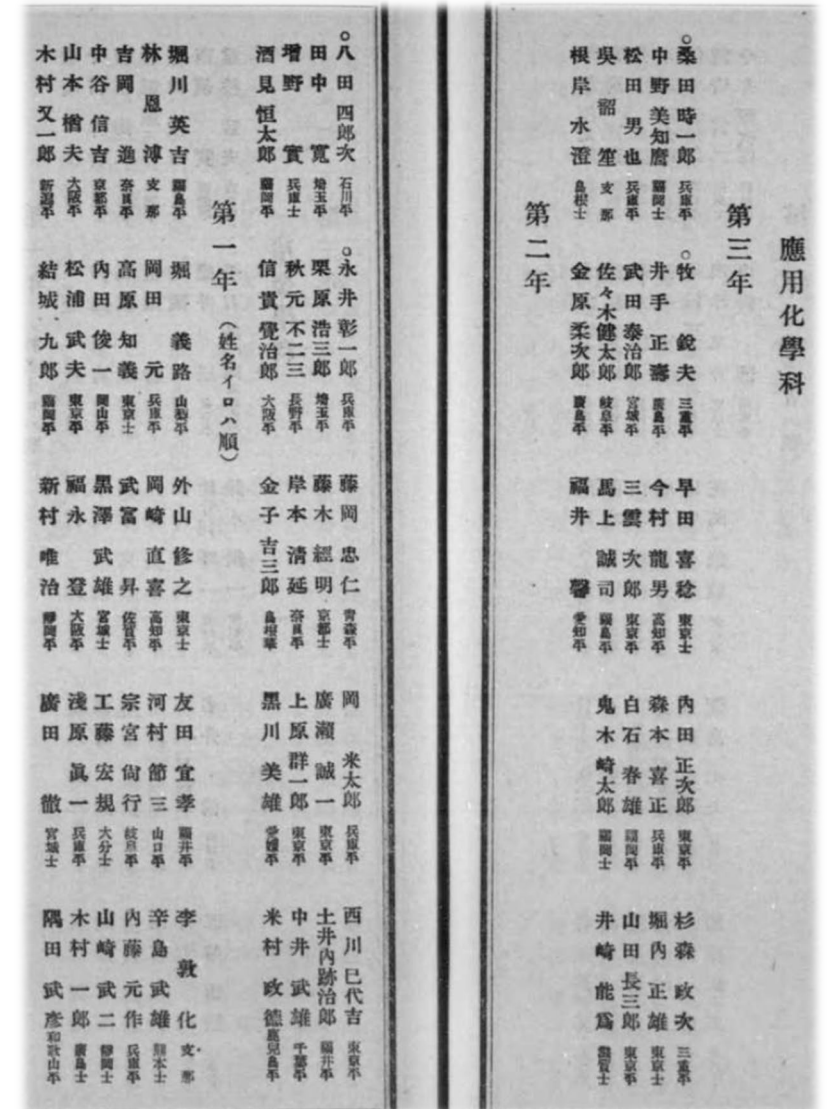 應用化學科
第三年
○桑田時一郎 兵庫平 ○牧銳夫 三重平 早田喜稔 東京士 內田正次郎 東京平 杉森政次 三重平
中野美知麿 福岡士 井手正壽 廣島平 今村龍男 高知平 森本喜正 兵庫平 堀內正雄 東京士
松田男也 兵庫平 武田泰治郎 宮城平 三雲次郎 東京平 白石春雄 福岡平 山田長三郎 東京平
吳韶笙 支那 佐々木健太郎 岐阜平 馬上誠司 福島平 鬼木崎太郎 福岡士 井崎能爲 滋賀士
根岸水澄 島根士 金原柔次郎 廣島平 福井馨 愛知平
第二年
○八田四郎次 石川平 ○永井彰一郎 兵庫平 藤岡忠仁 青森平 岡米太郎 兵庫平 西川巳代吉 東京平
田中寬 埼玉平 栗原浩三郎 埼玉平 藤木經明 京都士 廣瀨誠一 東京平 土井內跡治郎 福井平
增野實 兵庫士 秋元不二三 長野平 岸本清延 奈良平 上原群一郎 東京平 中井武雄 千葉平
酒見恒太郎 福岡平 信貴覺治郎 大阪平 金子吉三郎 島根 黑川美雄 愛媛平 米村政德 鹿兒島平
第一年(姓名イロハ順)
堀川英吉 福島平 堀義路 山梨平 外山修之 東京士 友田宜孝 福井平 李敦化 支那
林恩溥 支那 岡田元 兵庫平 岡崎直喜 高知平 河村節三 山口平 辛島武雄 熊本士
吉岡進 奈良平 高原知義 東京士 武富昇 佐賀平 宗宮尙行 岐阜平 內藤元作 兵庫平
中谷信吉 京都平 內田俊一 岡山平 黑澤武雄 宮城士 工藤宏規 大分士 山崎武二 靜岡士
山本楢夫 大阪平 松浦武夫 東京平 福永登 大阪平 淺原眞一 兵庫平 木村一郎 廣島士
木村又一郎 新潟平 結城九郎 福岡平 新村唯治 靜岡平 廣田徹 宮城士 隅田武彥 和歌山平